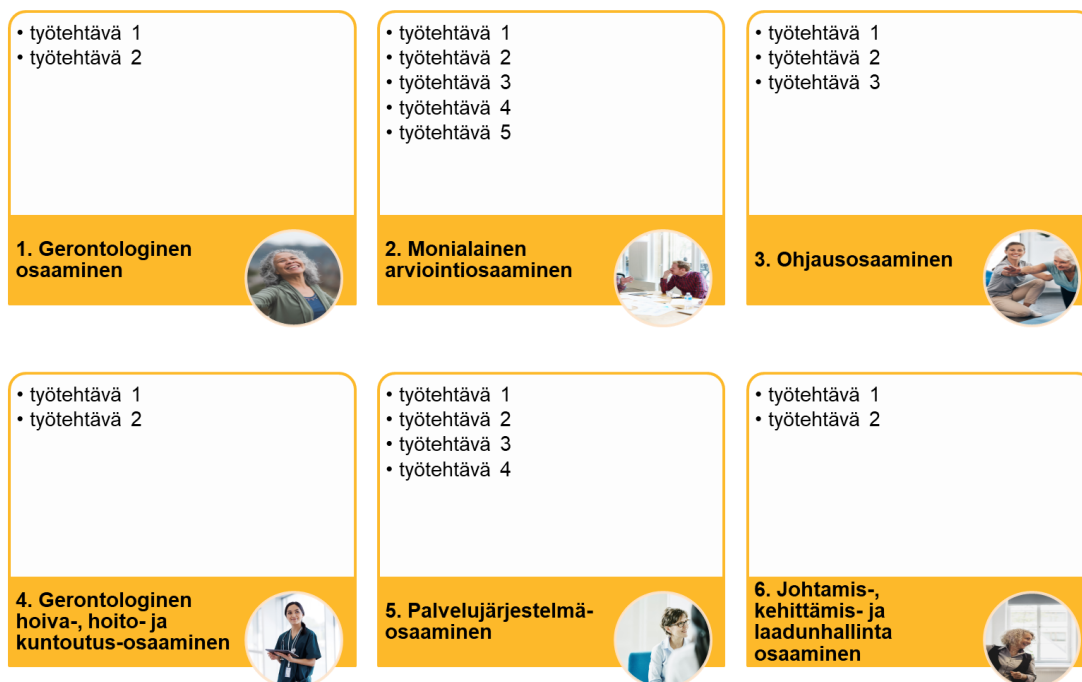 • työtehtävä 1
• työtehtävä 2
1. Gerontologinen
osaaminen
• työtehtävä 1
• työtehtävä 2
• työtehtävä 3
• työtehtävä 4
• työtehtävä 5
2. Monialainen
arviointiosaaminen
• työtehtävä 1
• työtehtävä 2
• työtehtävä 3
3. Ohjausosaaminen
• työtehtävä 1
• työtehtävä 2
4. Gerontologinen
hoiva-, hoito- ja
kuntoutus-osaaminen
• työtehtävä 1
• työtehtävä 2
• työtehtävä 3
• työtehtävä 4
5. Palvelujärjestelmä-
osaaminen
• työtehtävä 1
• työtehtävä 2
6. Johtamis-,
kehittämis- ja
laadunhallinta
osaaminen